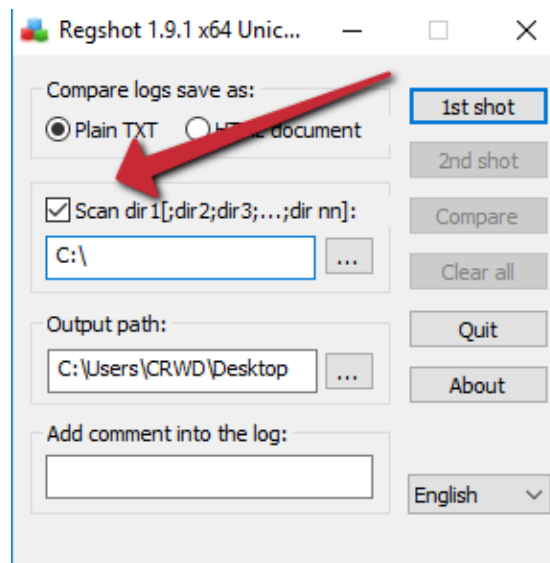 Regshot 1.9.1 x64 Unic...
Compare logs save as:
Plain TXT
document
Scan dir1[;dir2;dir3;...;dir nn]:
C:\
...
Output path:
C:\Users\CRWD\Desktop
...
Add comment into the log:
1st shot
2nd shot
Compare
Clear all
Quit
About
English